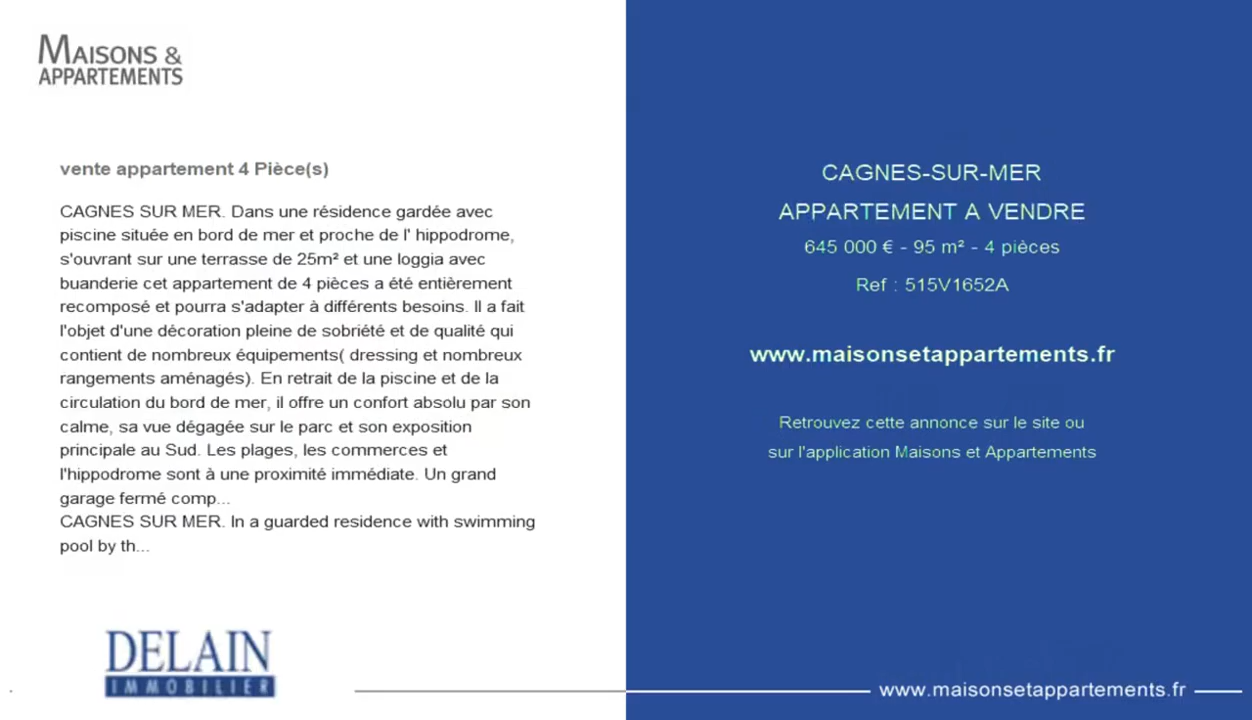 MAISONS &
APPARTEMENTS
vente appartement 4 Pièce(s)
CAGNES SUR MER. Dans une résidence gardée avec
piscine située en bord de mer et proche de l' hippodrome,
s'ouvrant sur une terrasse de 25m² et une loggia avec
buanderie cet appartement de 4 pièces a été entièrement
recomposé et pourra s'adapter à différents besoins. Il a fait
l'objet d'une décoration pleine de sobriété et de qualité qui
contient de nombreux équipements( dressing et nombreux
rangements aménagés). En retrait de la piscine et de la
circulation du bord de mer, il offre un confort absolu par son
calme, sa vue dégagée sur le parc et son exposition
principale au Sud. Les plages, les commerces et
l'hippodrome sont à une proximité immédiate. Un grand
garage fermé comp...
CAGNES SUR MER. In a guarded residence with swimming
pool by th...
DELAIN
IMMOBILIER
CAGNES-SUR-MER
APPARTEMENT A VENDRE
645 000 € - 95 m² - 4 pièces
Ref : 515V1652A
www.maisonsetappartements.fr
Retrouvez cette annonce sur le site ou
sur l'application Maisons et Appartements
www.maisonsetappartements.fr